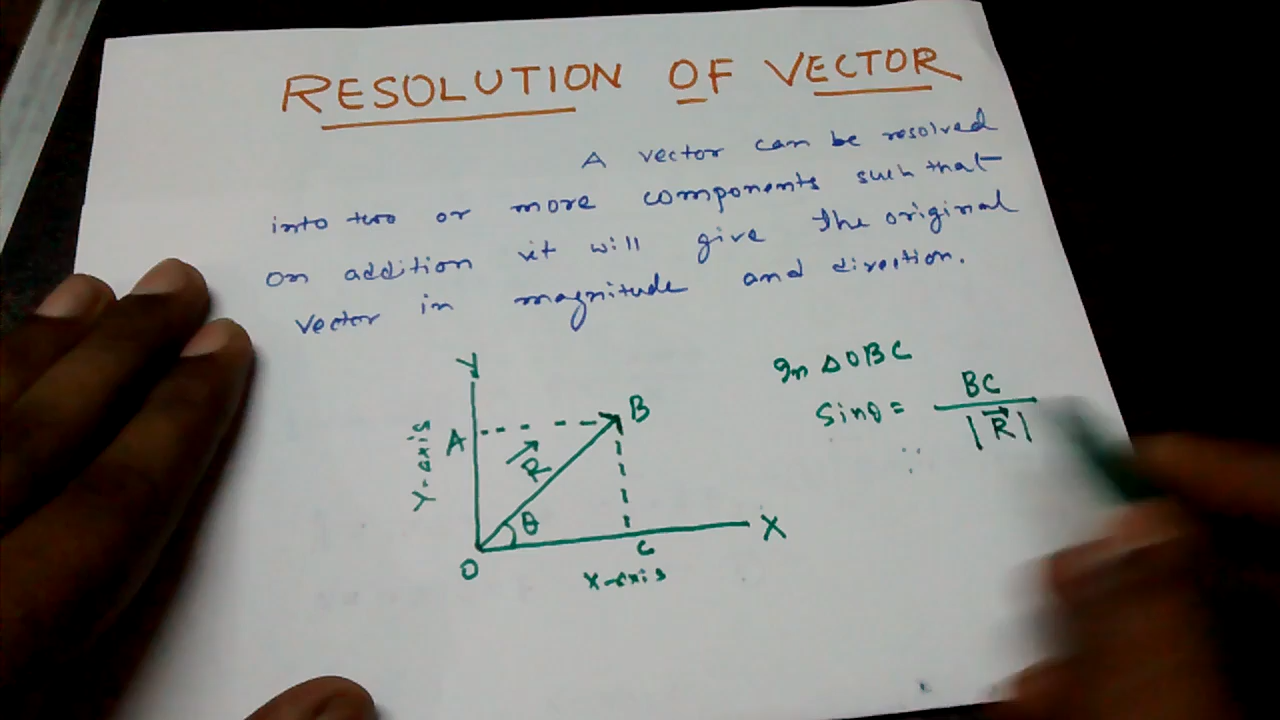 RESOLUTION OF VECTOR
A vector can be resolved
into two or more components such that
on addition it will give the original
vector in magnitude and direction.
Y
A
B
Y-axis
R⃗
θ
O
C
X
X-axis
In △OBC
Sinθ = BC / |R⃗|
∴